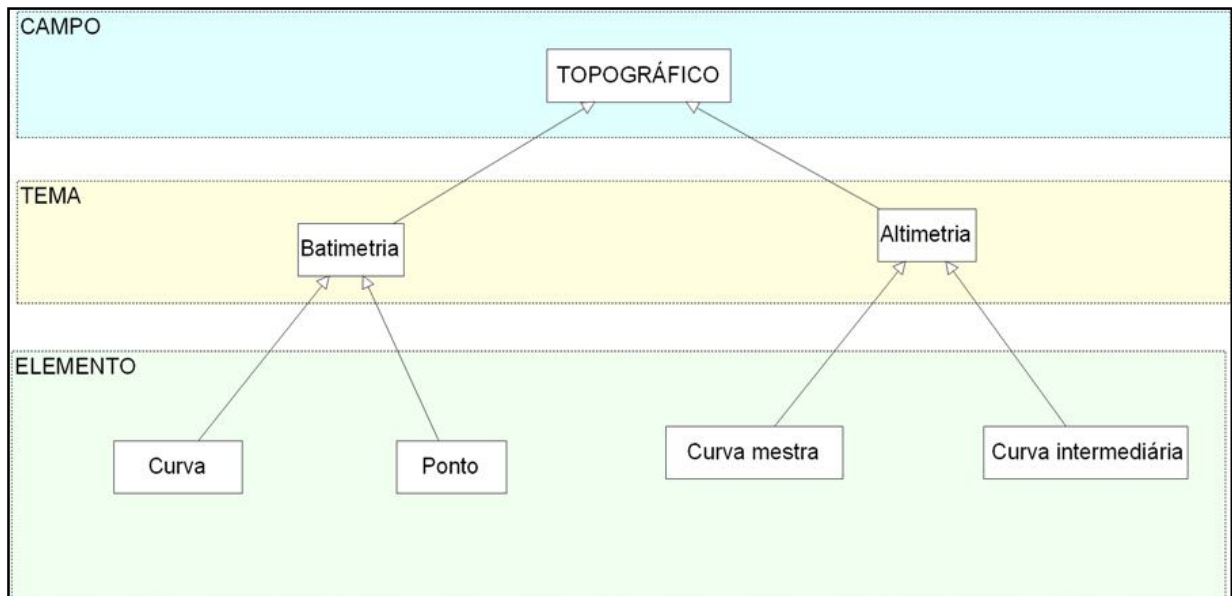 CAMPO
TOPOGRÁFICO
TEMA
Batimetria
Altimetria
ELEMENTO
Curva
Ponto
Curva mestra
Curva intermediária